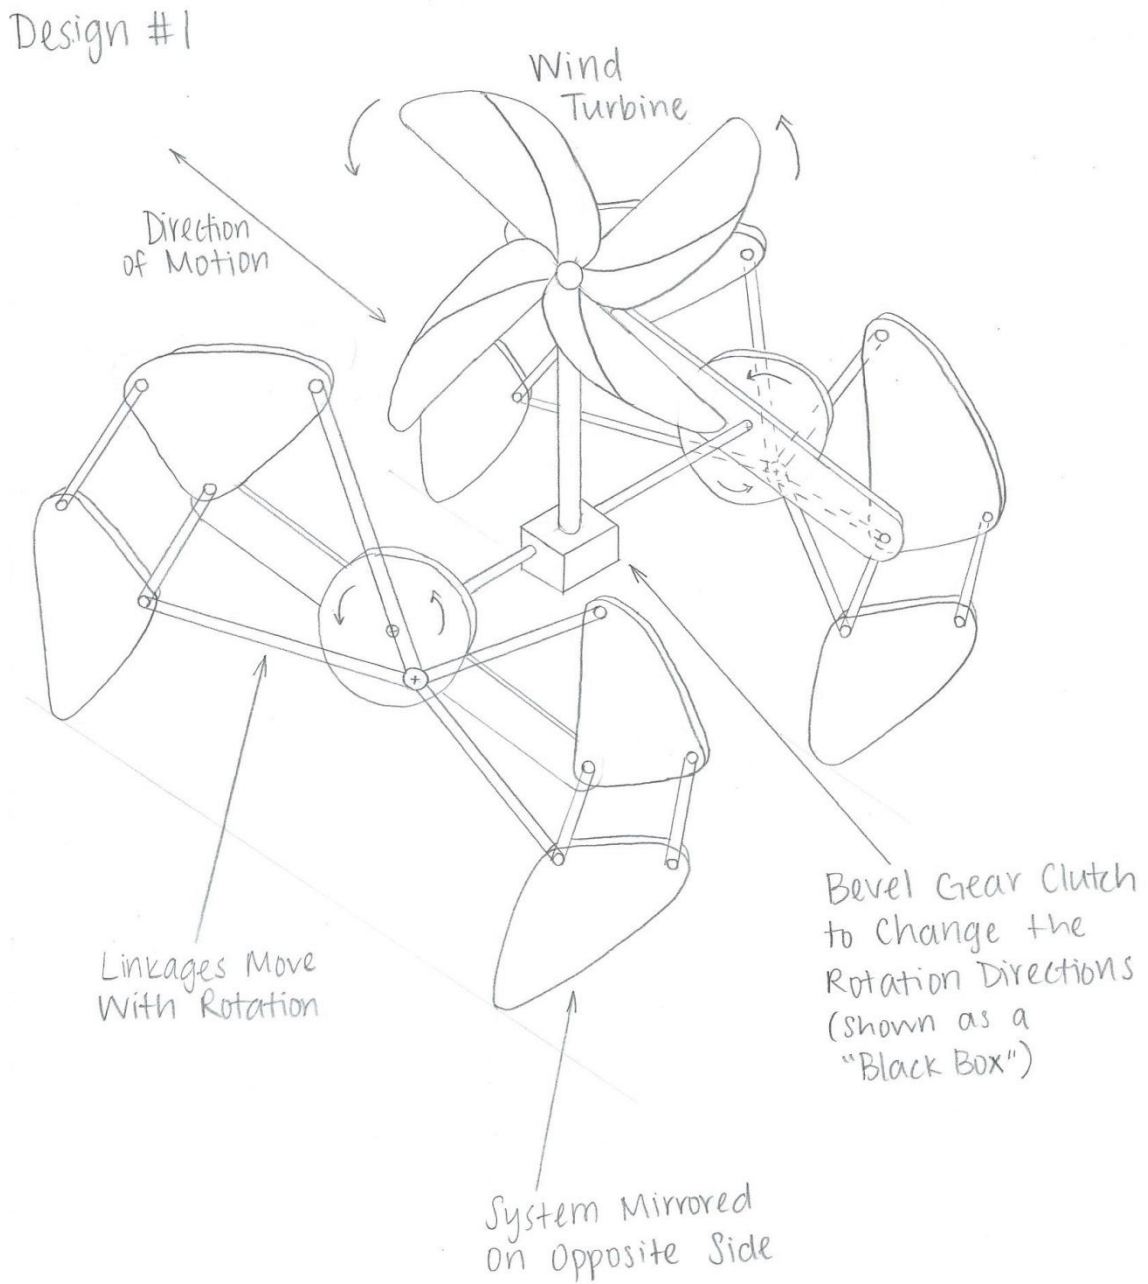 Design #1
Wind
Turbine
Direction
of Motion
Linkages Move
With Rotation
Bevel Gear Clutch
to Change the
Rotation Directions
(shown as a
"Black Box")
System Mirrored
on Opposite Side